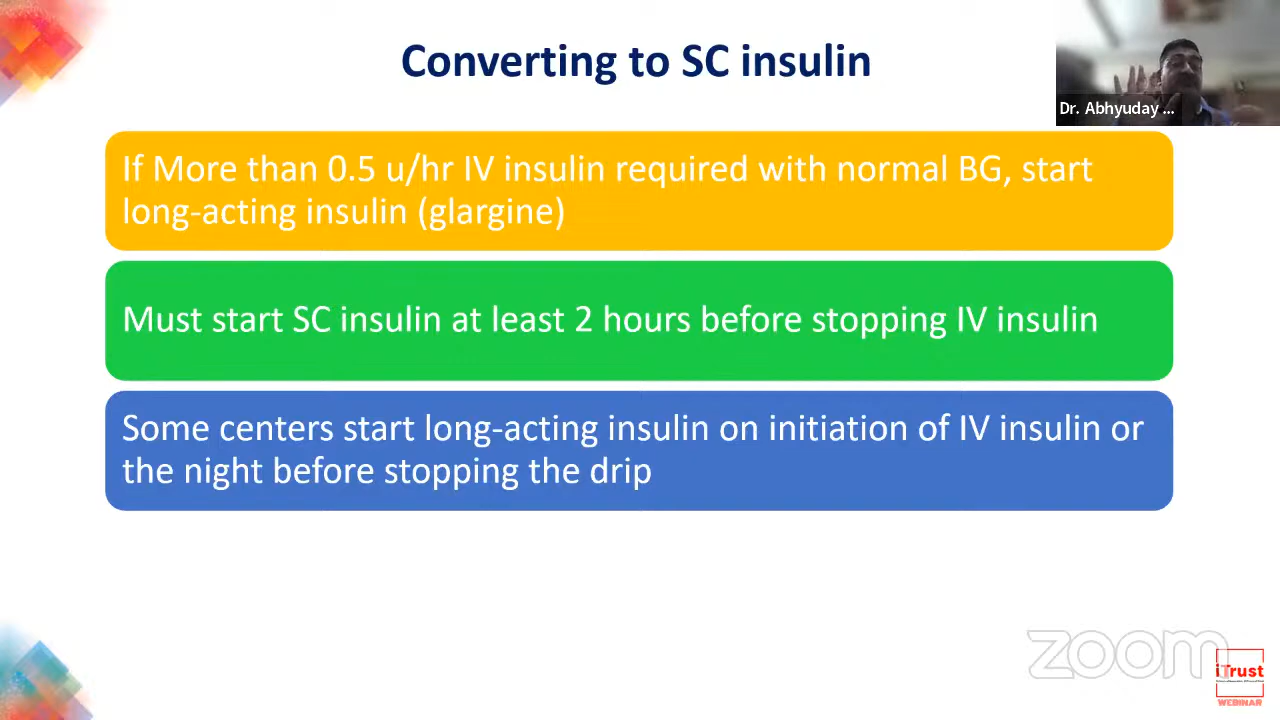 Converting to SC insulin
Dr. Abhyuday ...
If More than 0.5 u/hr IV insulin required with normal BG, start
long-acting insulin (glargine)
Must start SC insulin at least 2 hours before stopping IV insulin
Some centers start long-acting insulin on initiation of IV insulin or
the night before stopping the drip
zoom
iTrust
WEBINAR